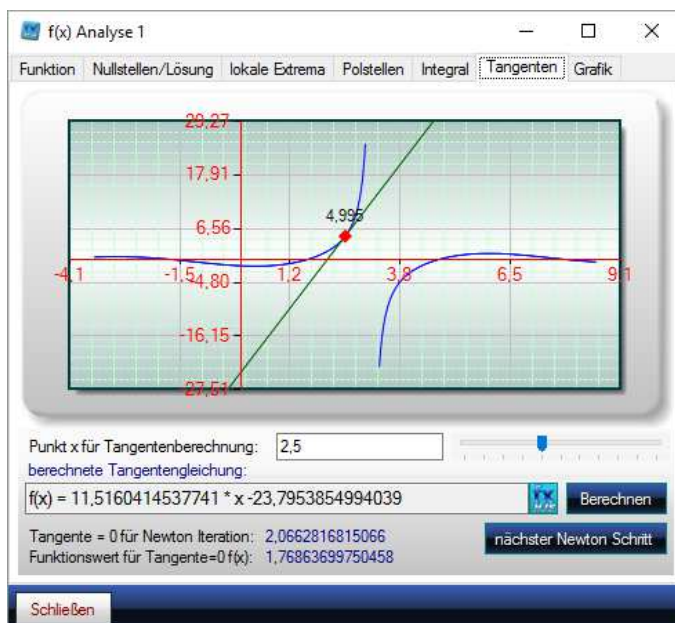 f(x) Analyse 1
Funktion Nullstellen/Lösung lokale Extrema Polstellen Integral Tangenten Grafik
29,27
17,91
4,995
6,56
-4,1 -1,5 1,2 3,8 6,5 9,1
-4,80
-16,15
-27,51
Punkt x für Tangentenberechnung: 2,5
berechnete Tangentengleichung:
f(x) = 11,5160414537741 * x -23,7953854994039 Berechnen
Tangente = 0 für Newton Iteration: 2,0662816815066 nächster Newton Schritt
Funktionswert für Tangente=0 f(x): 1,76863699750458
Schließen